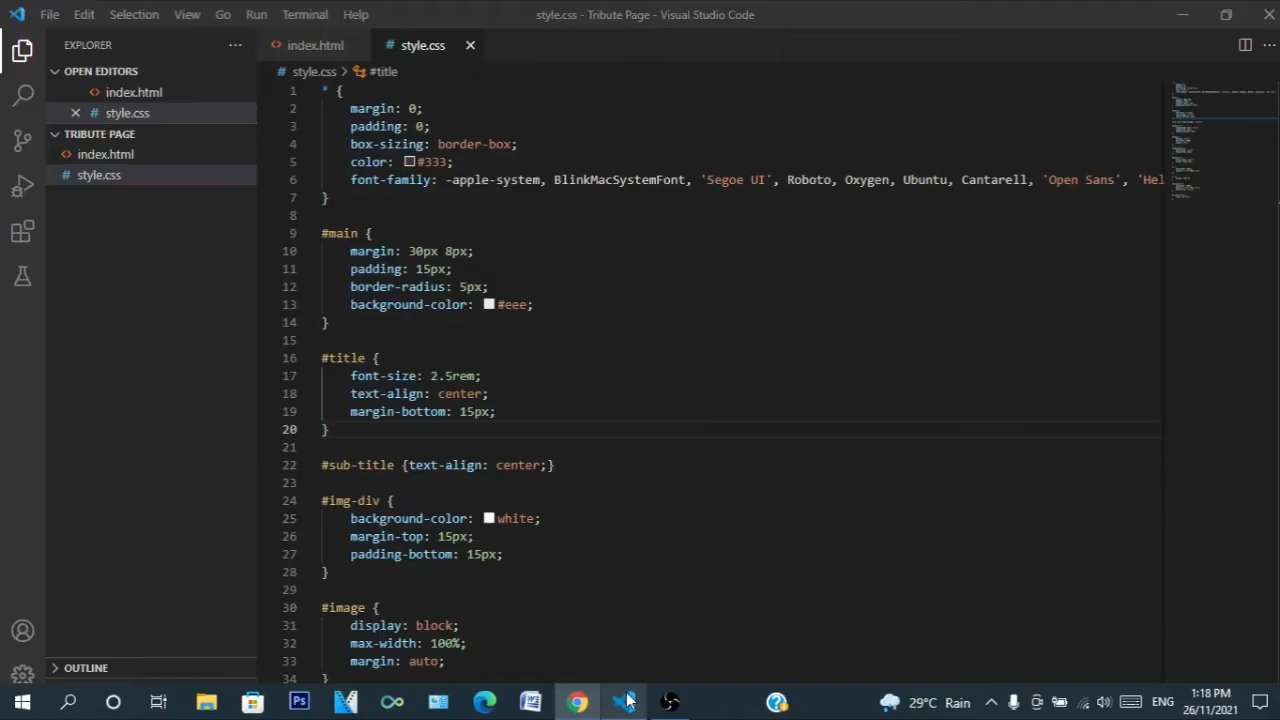 File Edit Selection View Go Run Terminal Help style.css - Tribute Page - Visual Studio Code
EXPLORER
OPEN EDITORS
index.html
style.css
TRIBUTE PAGE
index.html
style.css
OUTLINE
index.html style.css
style.css > #title
1 * {
2 margin: 0;
3 padding: 0;
4 box-sizing: border-box;
5 color: #333;
6 font-family: -apple-system, BlinkMacSystemFont, 'Segoe UI', Roboto, Oxygen, Ubuntu, Cantarell, 'Open Sans', 'Hel
7 }
8
9 #main {
10 margin: 30px 8px;
11 padding: 15px;
12 border-radius: 5px;
13 background-color: #eee;
14 }
15
16 #title {
17 font-size: 2.5rem;
18 text-align: center;
19 margin-bottom: 15px;
20 }
21
22 #sub-title {text-align: center;}
23
24 #img-div {
25 background-color: white;
26 margin-top: 15px;
27 padding-bottom: 15px;
28 }
29
30 #image {
31 display: block;
32 max-width: 100%;
33 margin: auto;
34 }
Ps
29°C Rain ENG 1:18 PM
26/11/2021